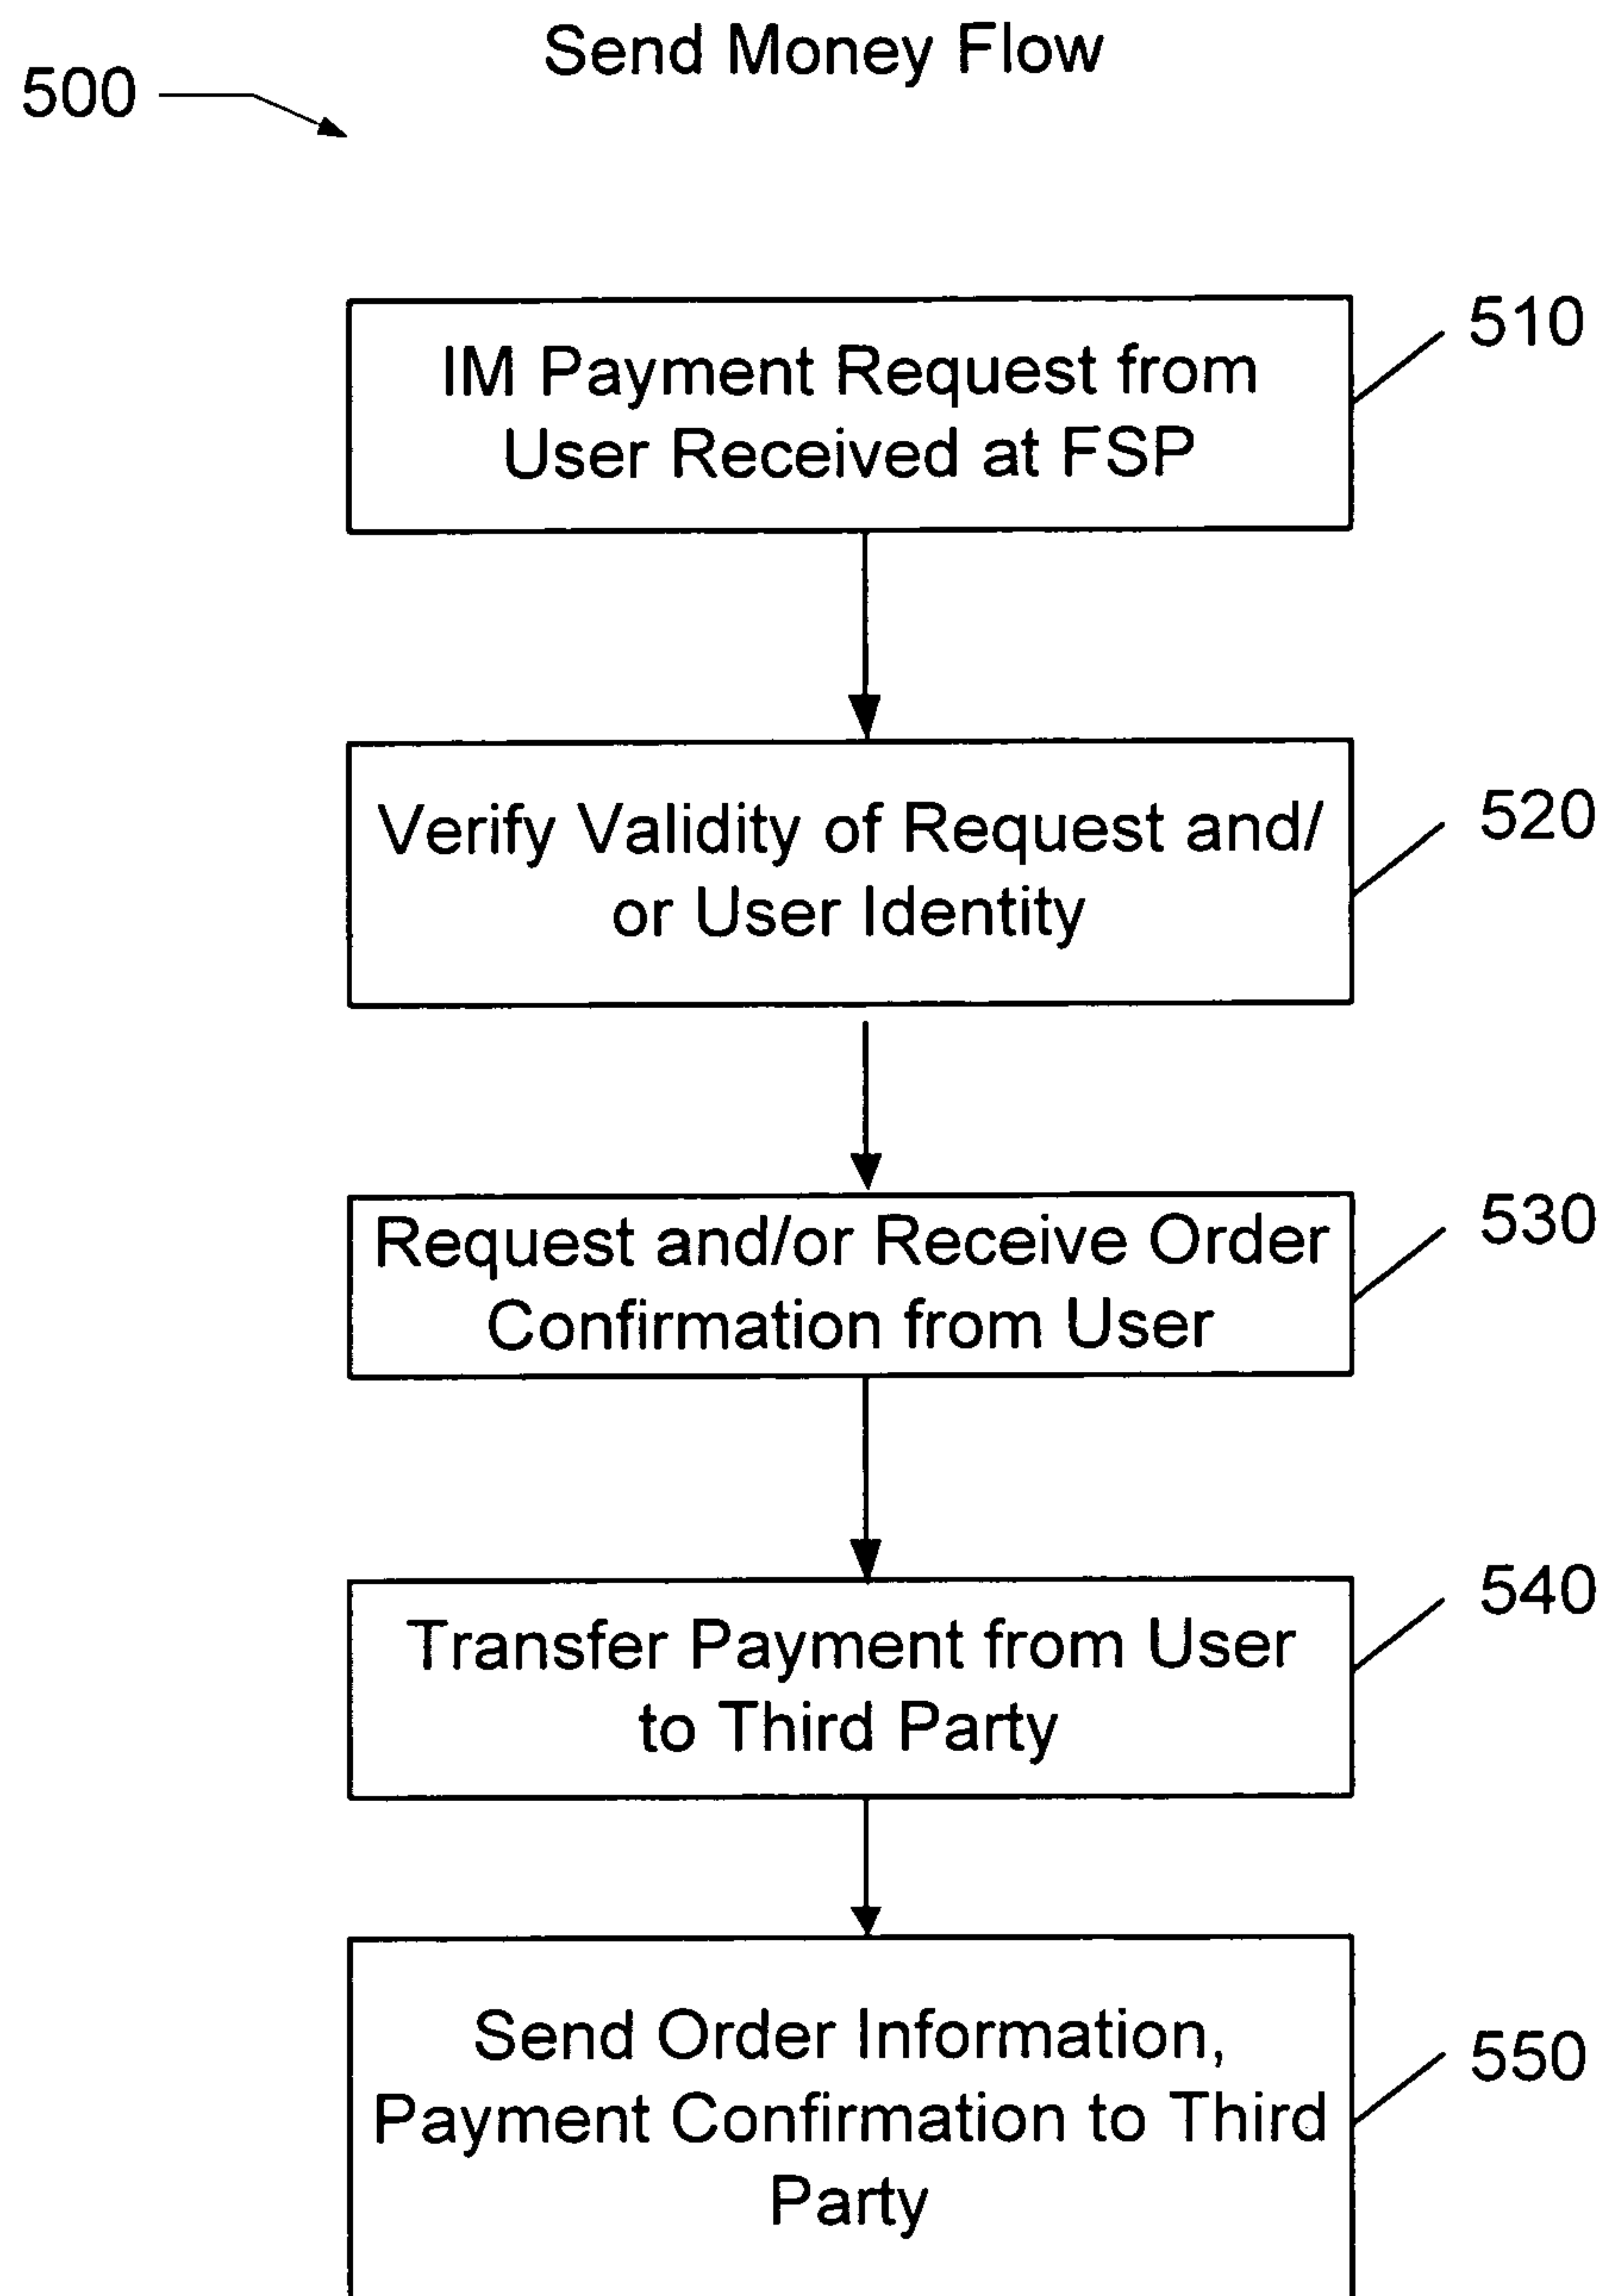 Send Money Flow
500
IM Payment Request from
User Received at FSP
510
Verify Validity of Request and/
or User Identity
520
Request and/or Receive Order
Confirmation from User
530
Transfer Payment from User
to Third Party
540
Send Order Information,
Payment Confirmation to Third
Party
550